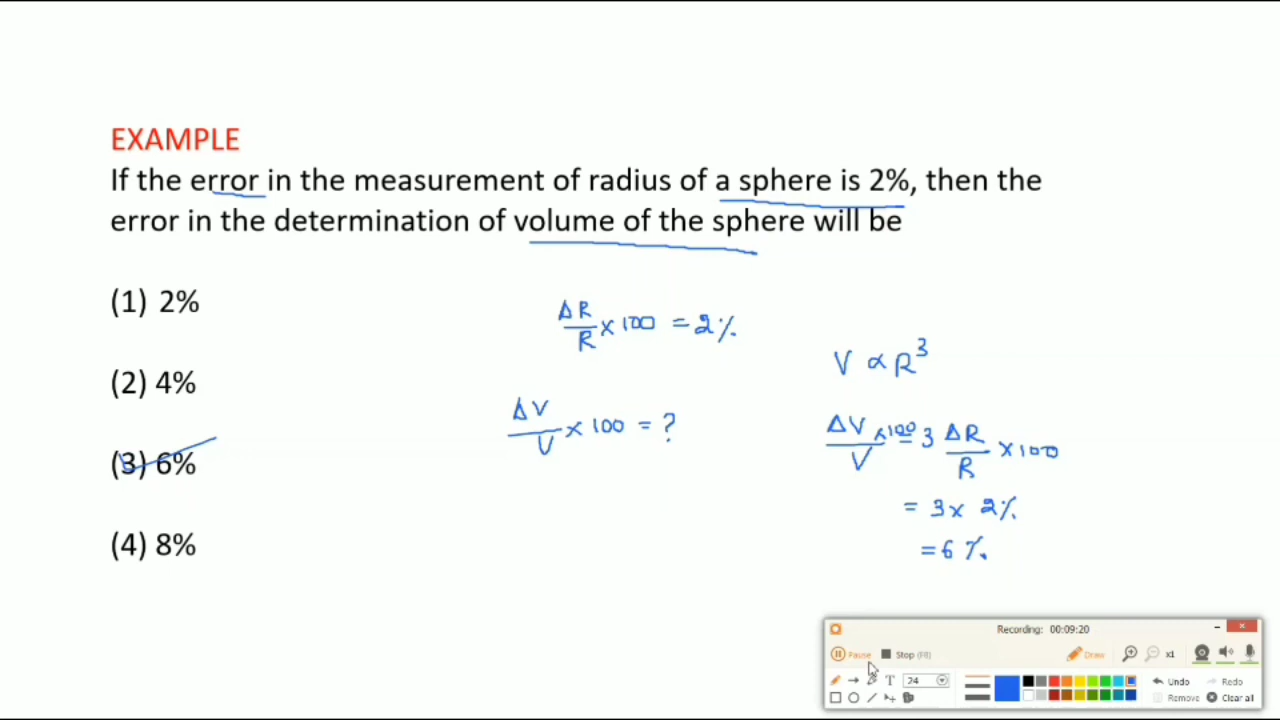 EXAMPLE
If the error in the measurement of radius of a sphere is 2%, then the
error in the determination of volume of the sphere will be
(1) 2%
(2) 4%
(3) 6%
(4) 8%
ΔR/R × 100 = 2%
ΔV/V × 100 = ?
V ∝ R³
ΔV/V ×100 = 3 ΔR/R × 100
= 3 × 2%
= 6%
Recording: 00:09:20
Pause Stop (F8) Draw x1
T 24 Undo Redo
Remove Clear all